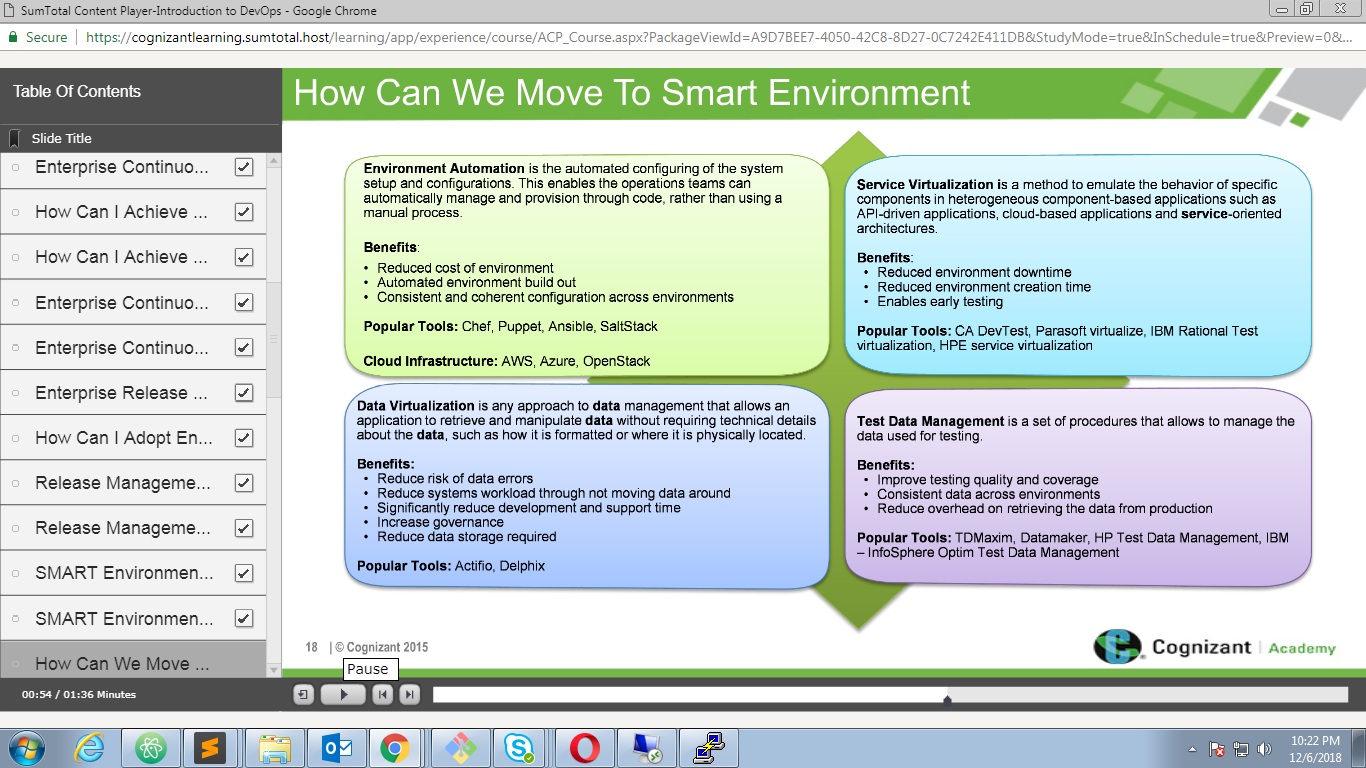 SumTotal Content Player-Introduction to DevOps - Google Chrome
Secure
https://cognizantlearning.sumtotal.host/learning/app/experience/course/ACP_Course.aspx?PackageViewId=A9D7BEE7-4050-42C8-8D27-0C7242E411DB&StudyMode=true&InSchedule=true&Preview=0&...
Table Of Contents
Slide Title
Enterprise Continuo...
How Can I Achieve ...
How Can I Achieve ...
Enterprise Continuo...
Enterprise Continuo...
Enterprise Release ...
How Can I Adopt En...
Release Manageme...
Release Manageme...
SMART Environmen...
SMART Environmen...
How Can We Move ...
How Can We Move To Smart Environment
Environment Automation is the automated configuring of the system
setup and configurations. This enables the operations teams can
automatically manage and provision through code, rather than using a
manual process.
Benefits:
• Reduced cost of environment
• Automated environment build out
• Consistent and coherent configuration across environments
Popular Tools: Chef, Puppet, Ansible, SaltStack
Cloud Infrastructure: AWS, Azure, OpenStack
Service Virtualization is a method to emulate the behavior of specific
components in heterogeneous component-based applications such as
API-driven applications, cloud-based applications and service-oriented
architectures.
Benefits:
• Reduced environment downtime
• Reduced environment creation time
• Enables early testing
Popular Tools: CA DevTest, Parasoft virtualize, IBM Rational Test
virtualization, HPE service virtualization
Data Virtualization is any approach to data management that allows an
application to retrieve and manipulate data without requiring technical details
about the data, such as how it is formatted or where it is physically located.
Benefits:
• Reduce risk of data errors
• Reduce systems workload through not moving data around
• Significantly reduce development and support time
• Increase governance
• Reduce data storage required
Popular Tools: Actifio, Delphix
Test Data Management is a set of procedures that allows to manage the
data used for testing.
Benefits:
• Improve testing quality and coverage
• Consistent data across environments
• Reduce overhead on retrieving the data from production
Popular Tools: TDMaxim, Datamaker, HP Test Data Management, IBM
– InfoSphere Optim Test Data Management
18 | © Cognizant 2015
Cognizant | Academy
Pause
00:54 / 01:36 Minutes
10:22 PM
12/6/2018